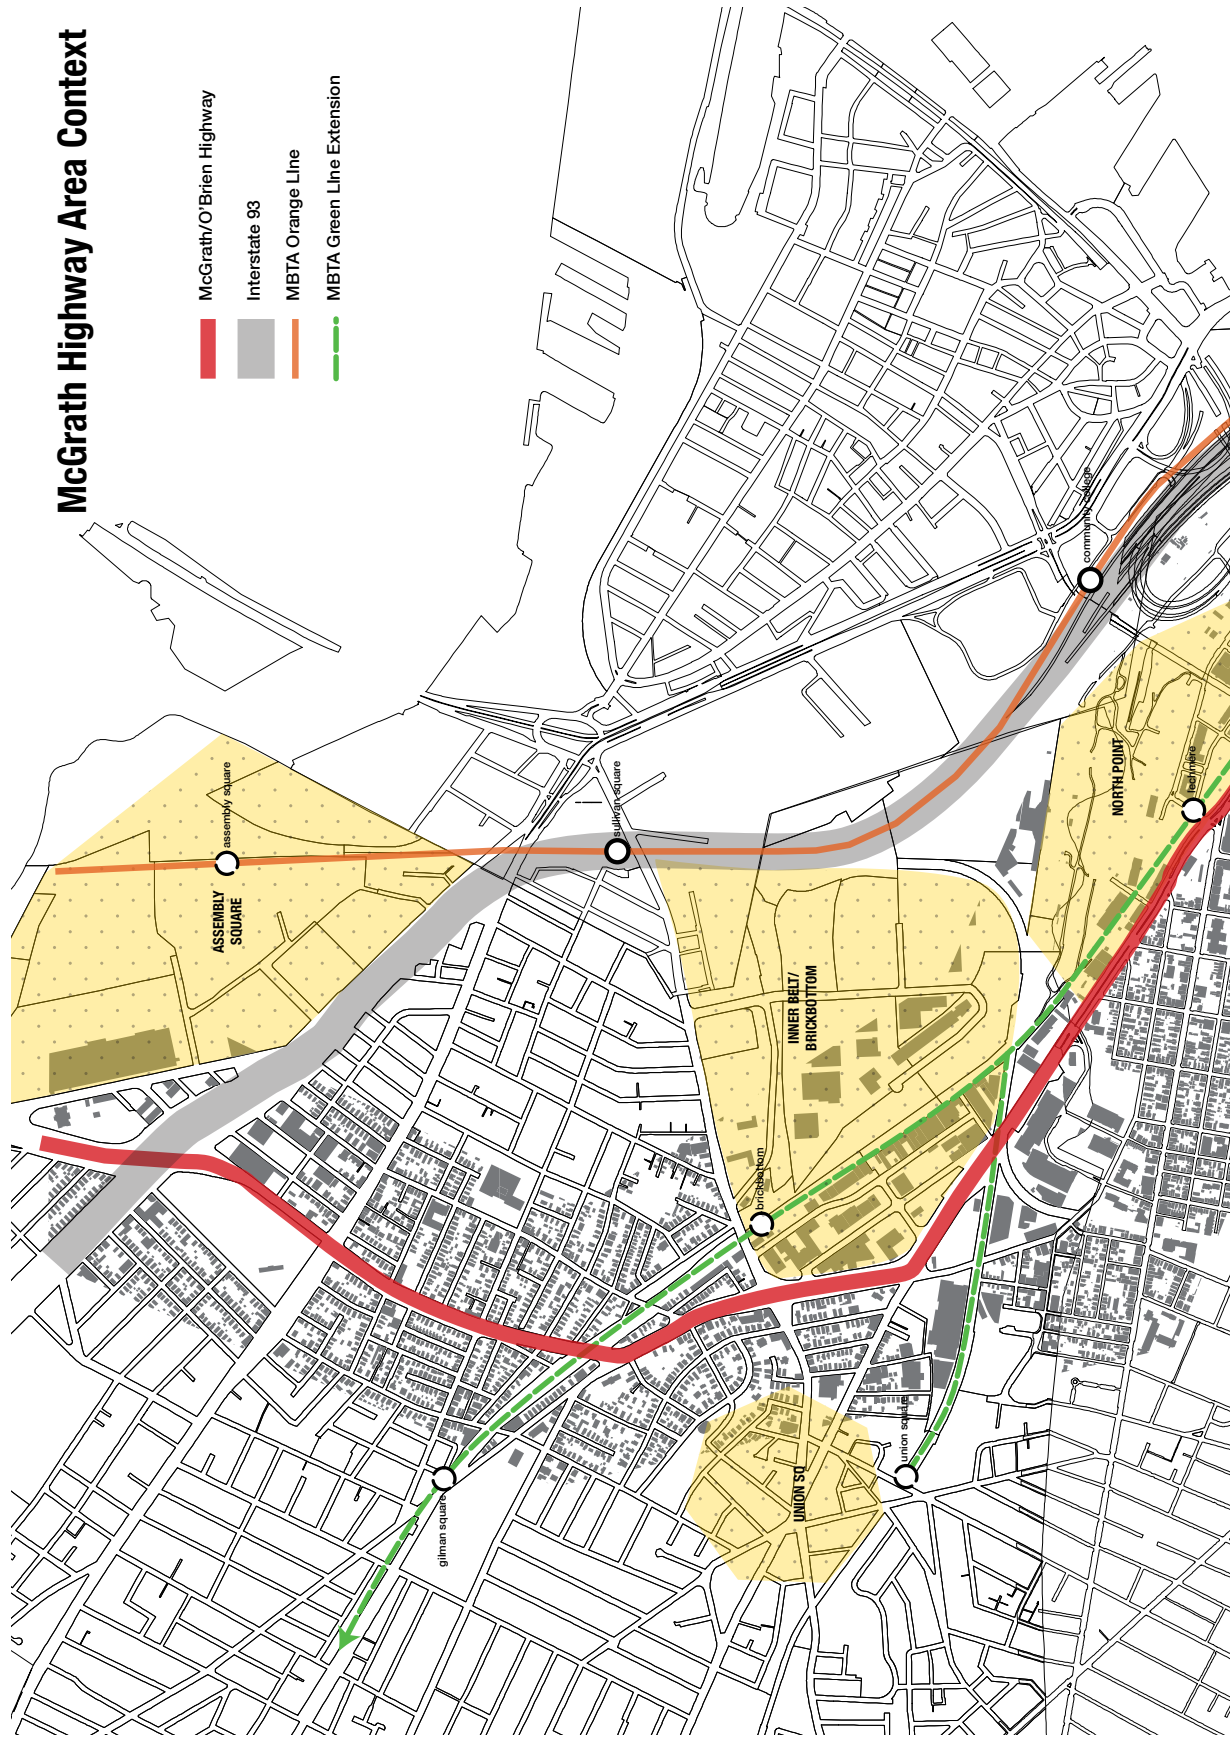 McGrath Highway Area Context
McGrath/O'Brien Highway
Interstate 93
MBTA Orange LIne
MBTA Green LIne Extension
assembly square
ASSEMBLY
SQUARE
sullivan square
community college
NORTH POINT
lechmere
INNER BELT/
BRICKBOTTOM
brickbottom
gilman square
UNION SQ
union square